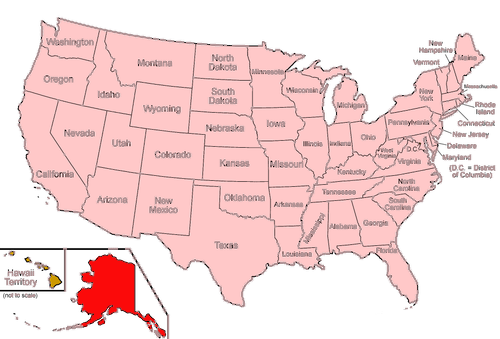 Washington
Oregon
California
Nevada
Idaho
Montana
Wyoming
Utah
Arizona
Colorado
New
Mexico
North
Dakota
South
Dakota
Nebraska
Kansas
Oklahoma
Texas
Minnesota
Iowa
Missouri
Arkansas
Louisiana
Wisconsin
Illinois
Michigan
Indiana
Ohio
Kentucky
Tennessee
Mississippi
Alabama
Georgia
Florida
South
Carolina
North
Carolina
Virginia
West
Virginia
D.C.
Pennsylvania
New
York
Vermont
New
Hampshire
Maine
Massachusetts
Rhode
Island
Connecticut
New Jersey
Delaware
Maryland
(D.C. = District
of Columbia)
Hawaii
Territory
(not to scale)